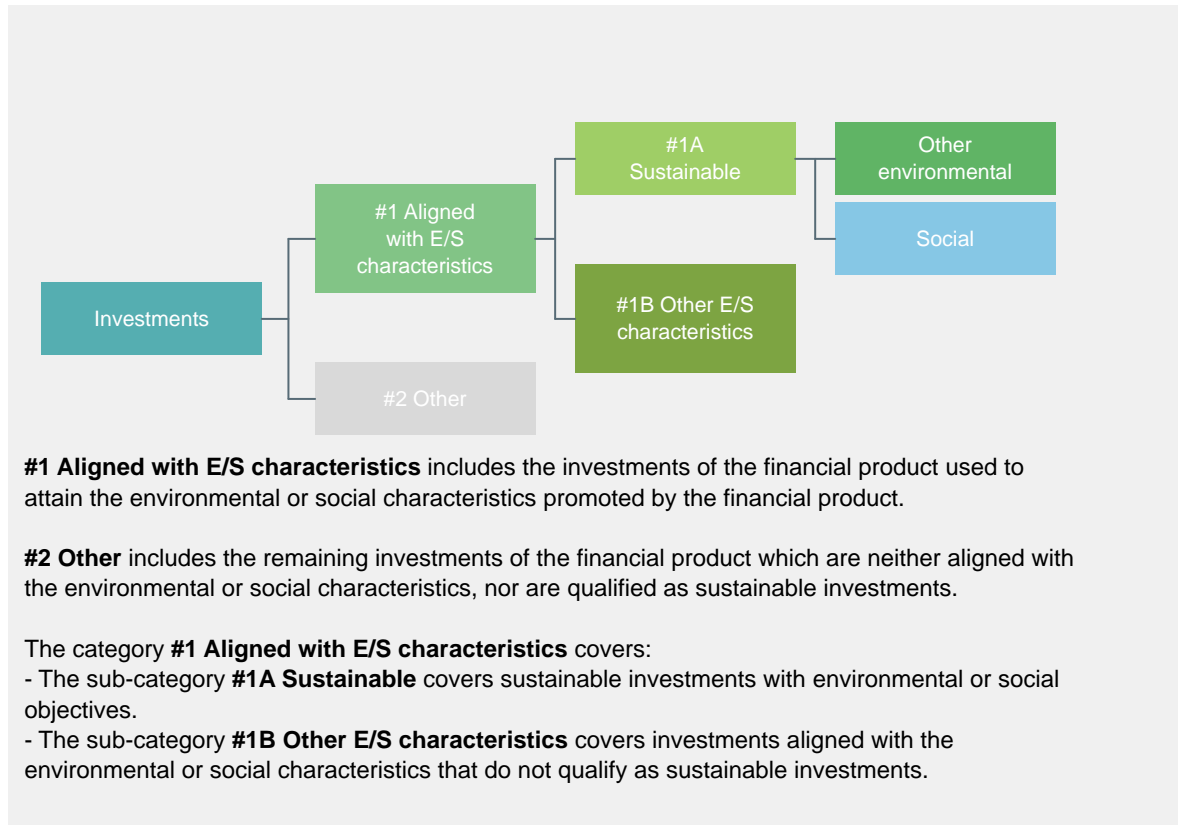 #1A
Sustainable
Other
environmental
#1 Aligned
with E/S
characteristics
Social
Investments
#1B Other E/S
characteristics
#2 Other
#1 Aligned with E/S characteristics includes the investments of the financial product used to
attain the environmental or social characteristics promoted by the financial product.
#2 Other includes the remaining investments of the financial product which are neither aligned with
the environmental or social characteristics, nor are qualified as sustainable investments.
The category #1 Aligned with E/S characteristics covers:
- The sub-category #1A Sustainable covers sustainable investments with environmental or social
objectives.
- The sub-category #1B Other E/S characteristics covers investments aligned with the
environmental or social characteristics that do not qualify as sustainable investments.